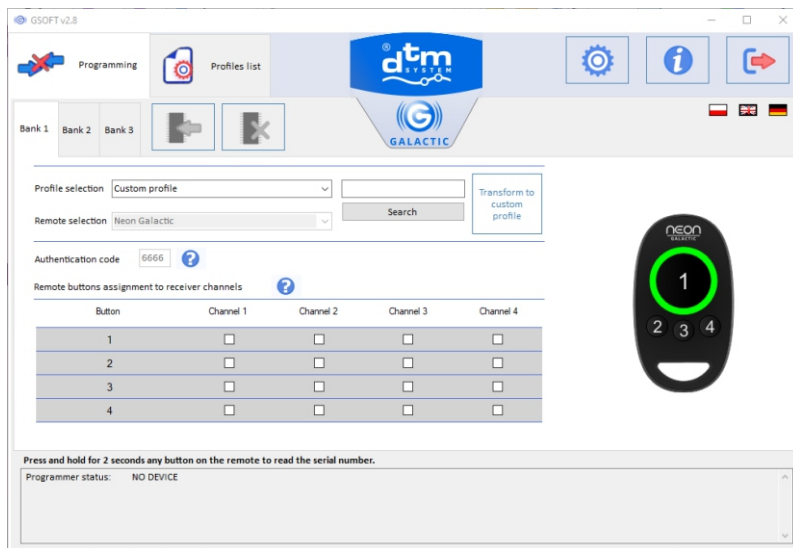 GSOFT v2.8
Programming
Profiles list
® dtm
SYSTEM
Bank 1
Bank 2
Bank 3
G
GALACTIC
Profile selection
Custom profile
Search
Transform to
custom
profile
Remote selection
Neon Galactic
Authentication code
6666
?
Remote buttons assignment to receiver channels
?
Button Channel 1 Channel 2 Channel 3 Channel 4
1
2
3
4
neon
GALACTIC
1
2 3 4
Press and hold for 2 seconds any button on the remote to read the serial number.
Programmer status: NO DEVICE